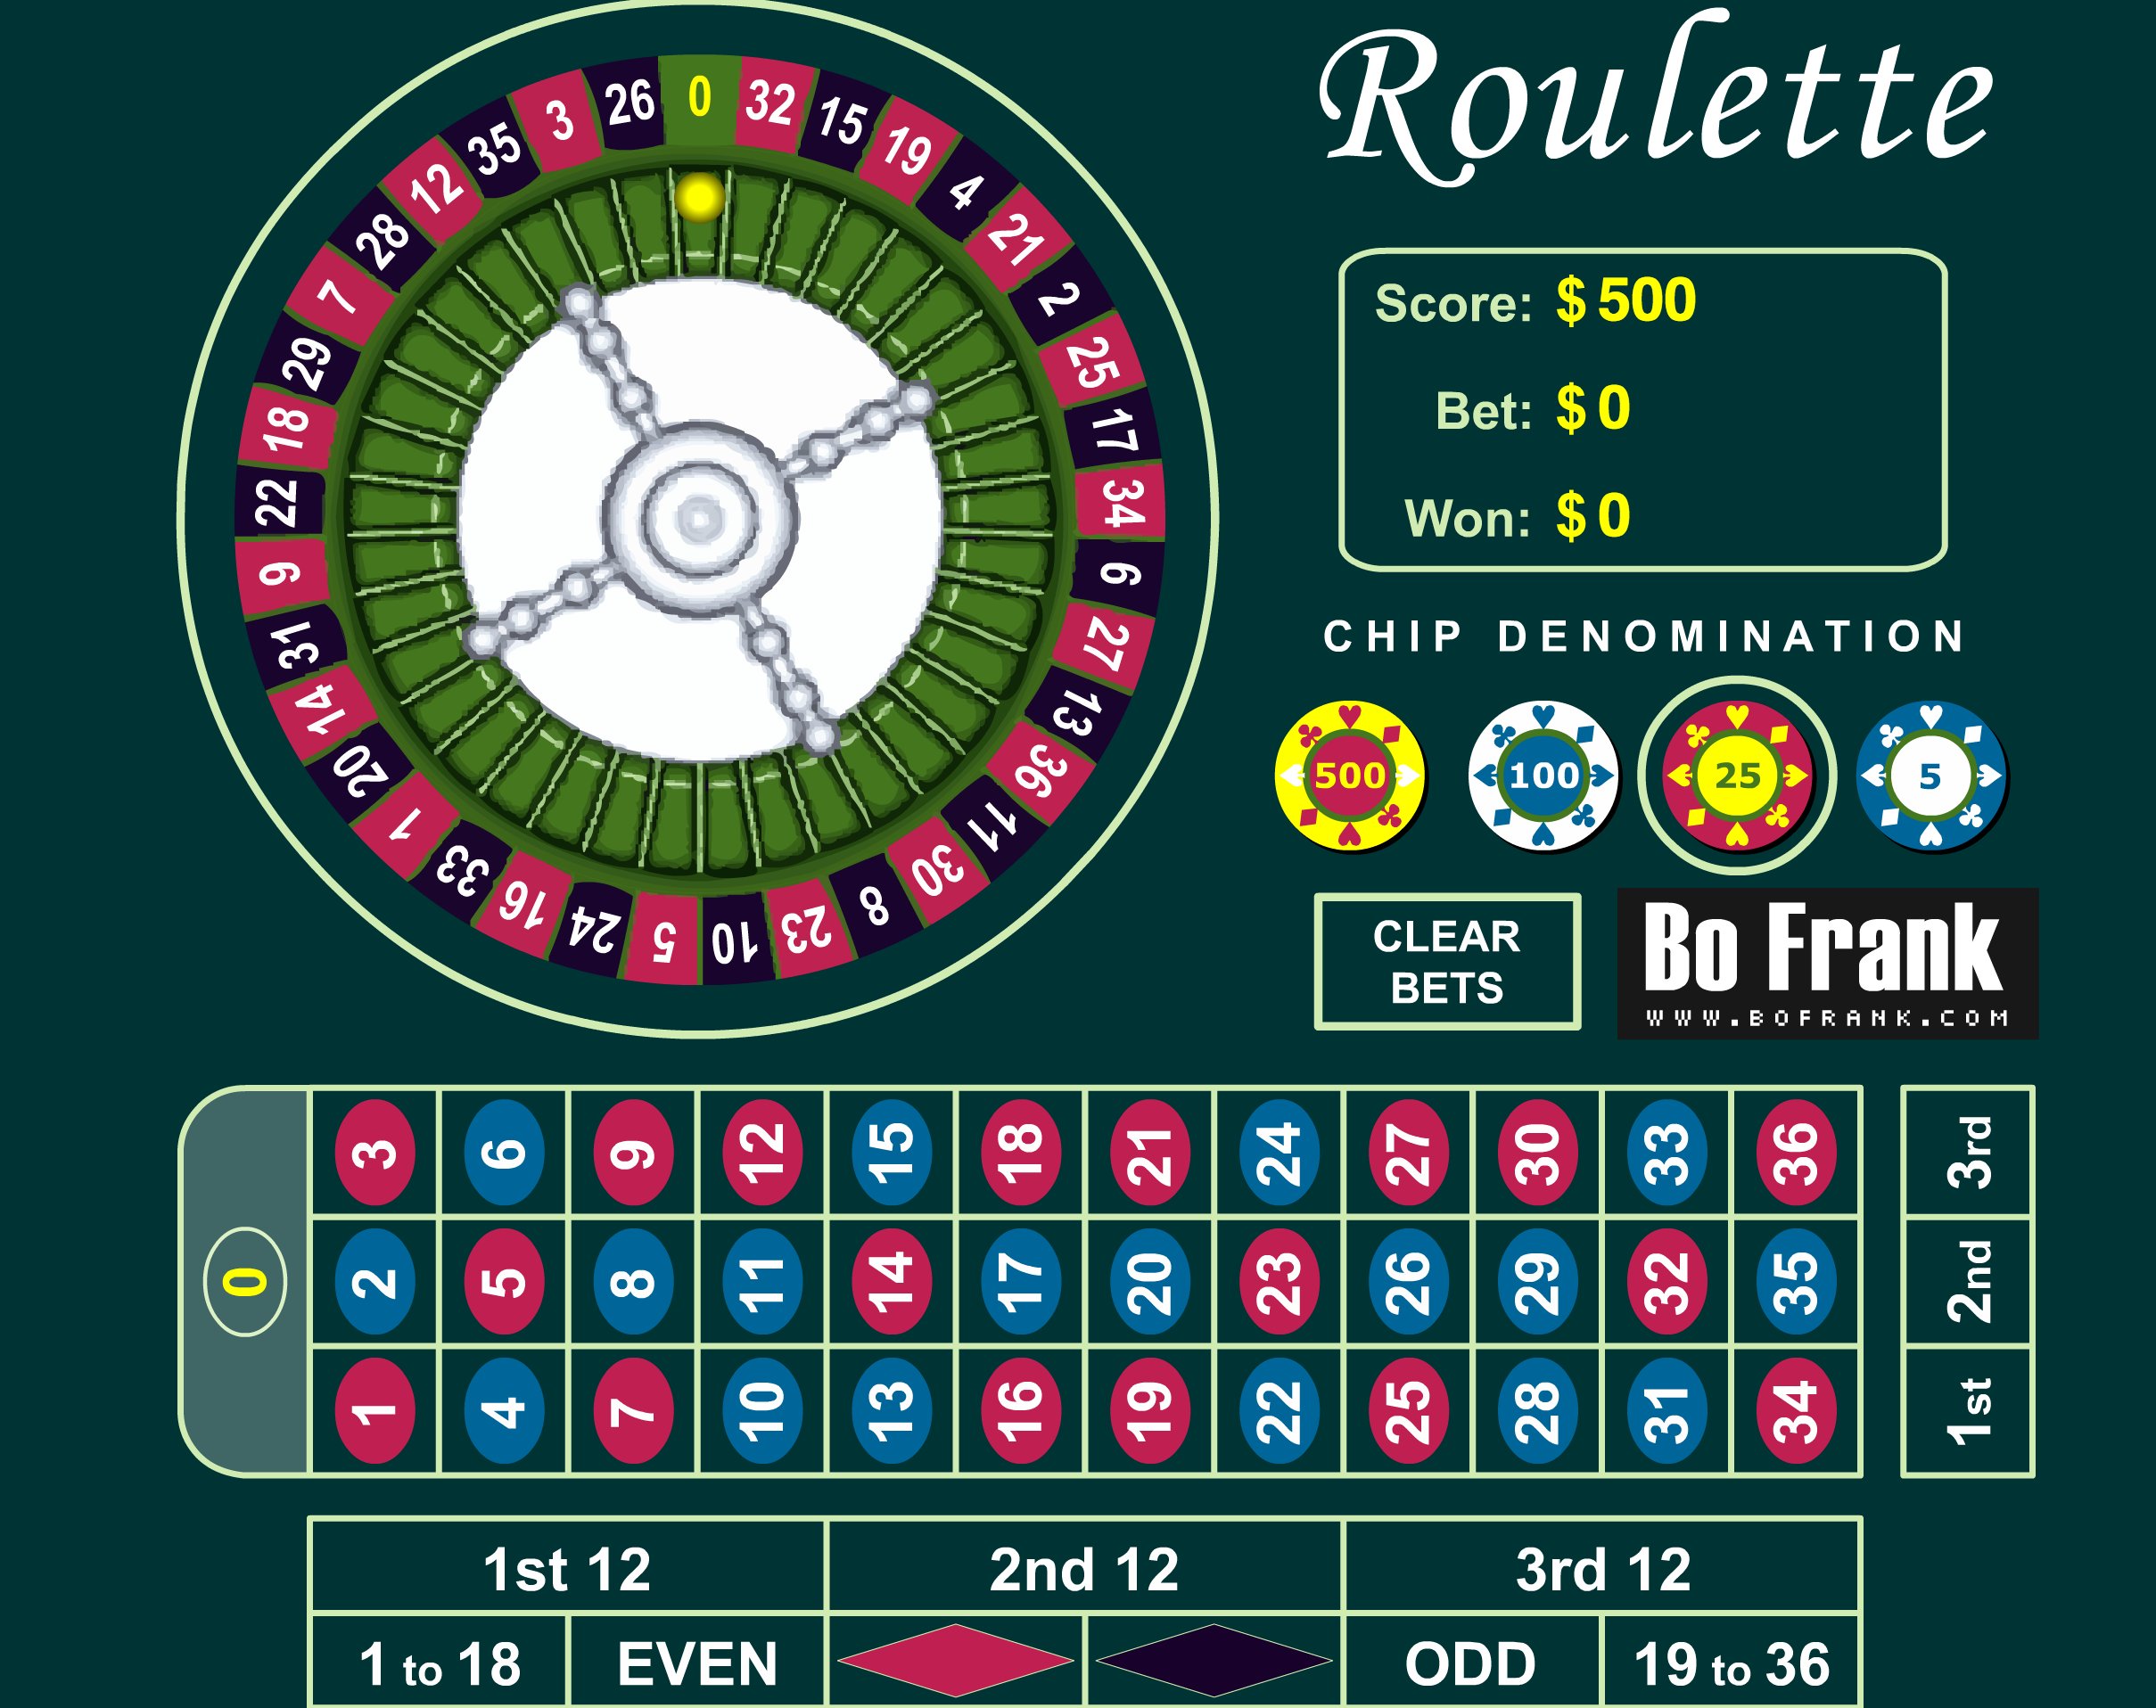 Roulette
0 32 15 19 4 21 2 25 17 34 6 27 13 36 11 30 8 23 10 5 24 16 33 1 20 14 31 9 22 18 29 7 28 12 35 3 26
Score: $ 500
Bet: $ 0
Won: $ 0
CHIP DENOMINATION
500 100 25 5
CLEAR
BETS
Bo Frank
WWW.BOFRANK.COM
0
3 6 9 12 15 18 21 24 27 30 33 36 3rd
2 5 8 11 14 17 20 23 26 29 32 35 2nd
1 4 7 10 13 16 19 22 25 28 31 34 1st
1st 12 2nd 12 3rd 12
1 to 18 EVEN ODD 19 to 36